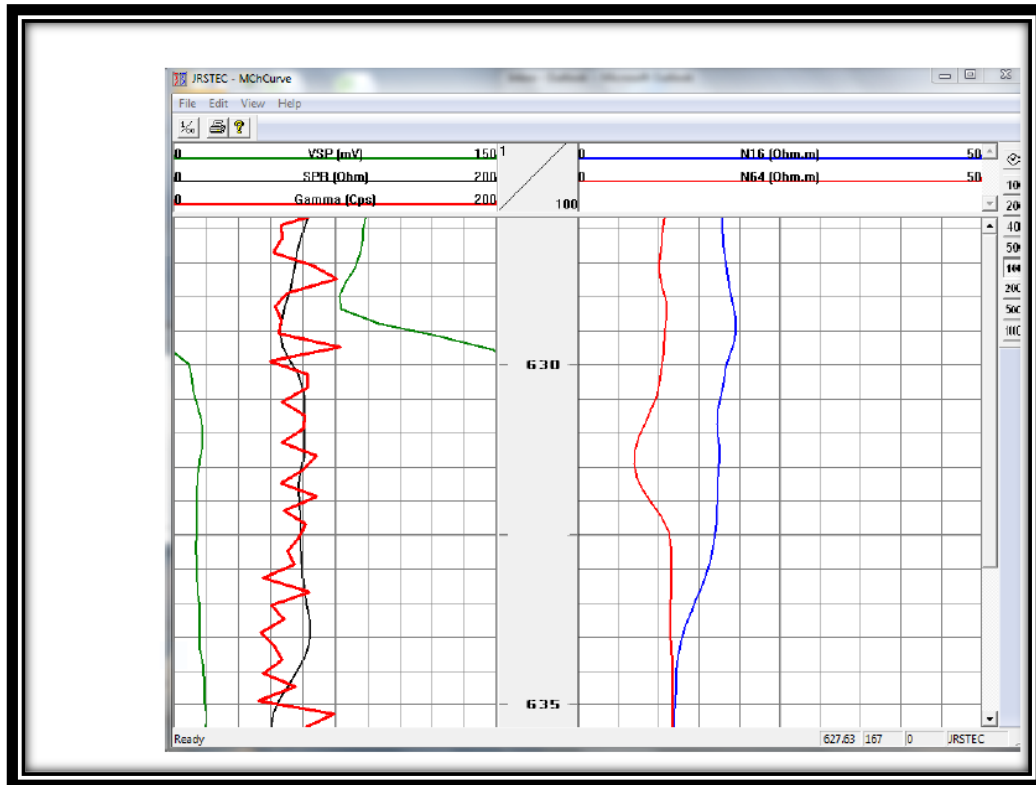 JRSTEC - MChCurve
File Edit View Help
0 VSP (mV) 150
0 SPR (Ohm) 200
0 Gamma (Cps) 200
1
100
0 N16 (Ohm.m) 50
0 N64 (Ohm.m) 50
630
635
Ready
627.63 167 0 JRSTEC